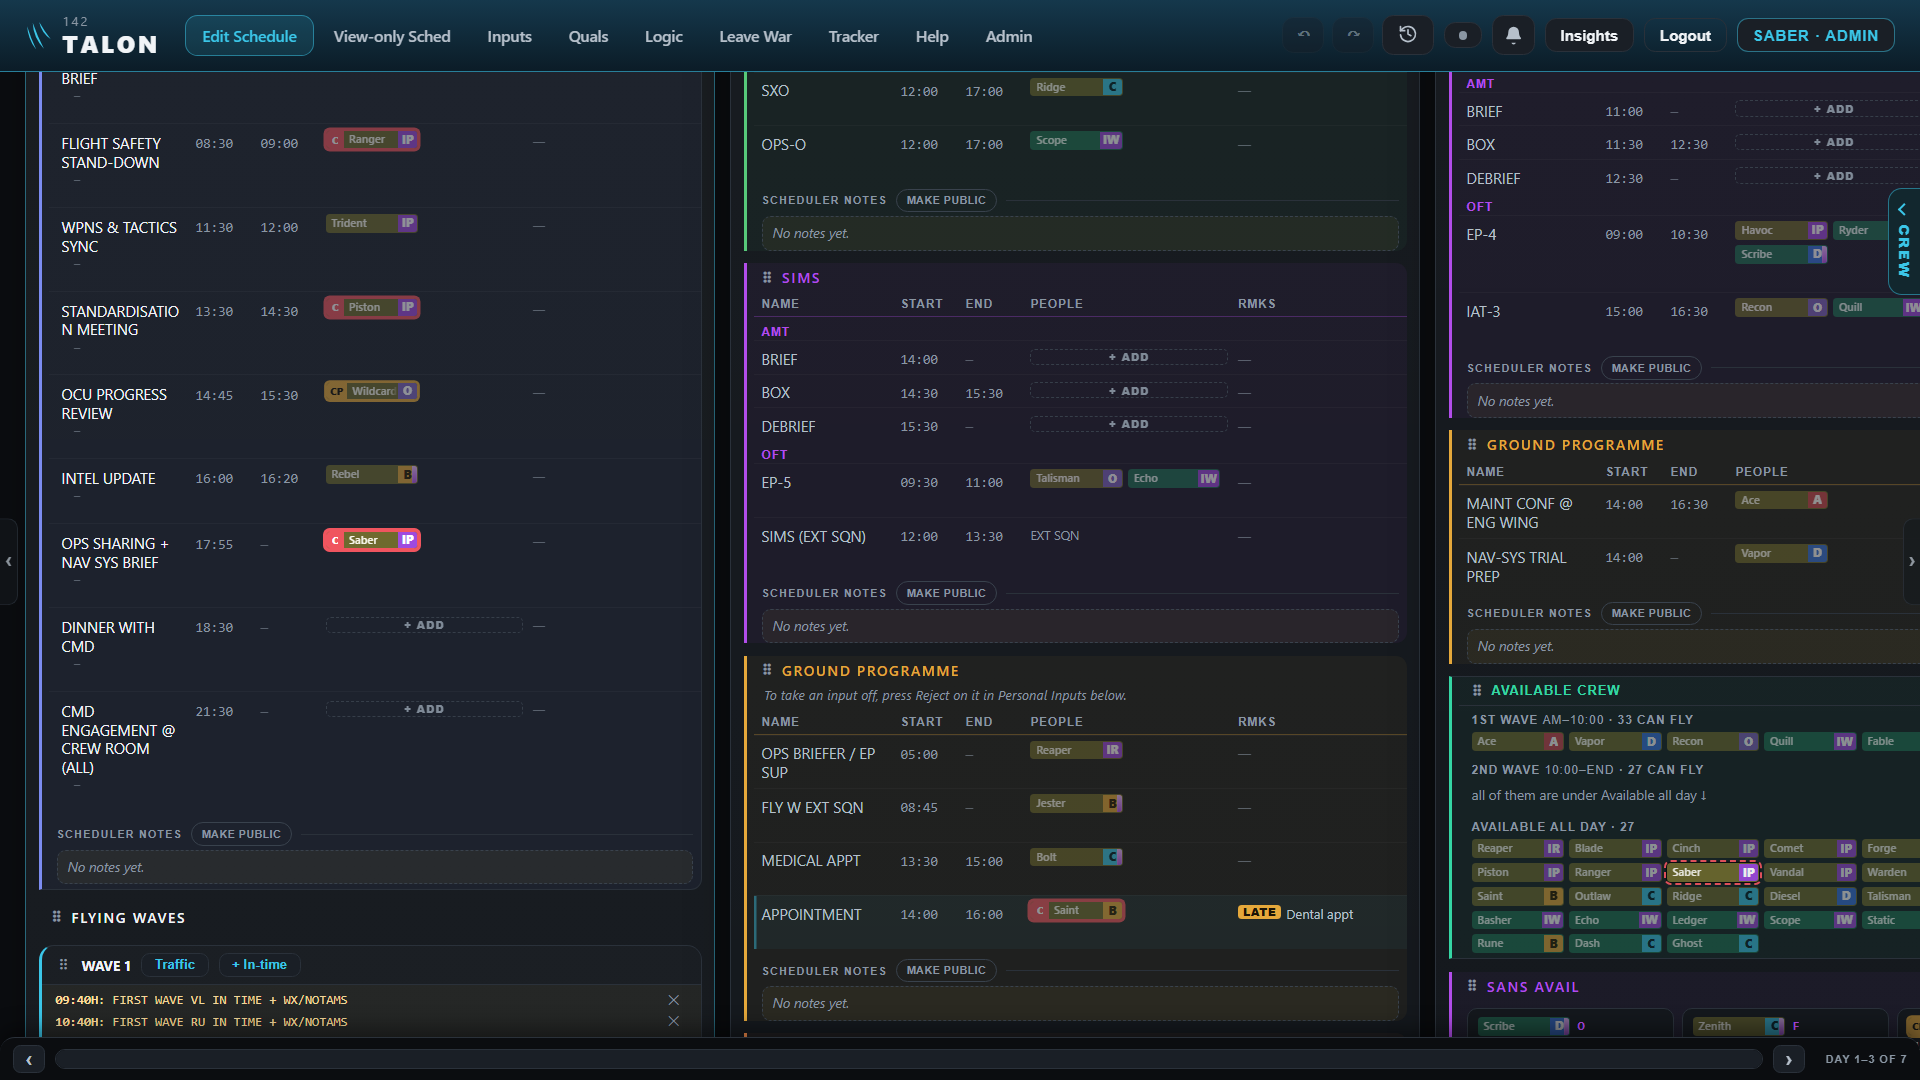 142
TALON
Edit Schedule
View-only Sched
Inputs
Quals
Logic
Leave War
Tracker
Help
Admin
Insights
Logout
SABER · ADMIN
BRIEF
—
FLIGHT SAFETY STAND-DOWN 08:30 09:00 C Ranger IP —
—
WPNS & TACTICS SYNC 11:30 12:00 Trident IP —
—
STANDARDISATIO
N MEETING 13:30 14:30 C Piston IP —
—
OCU PROGRESS REVIEW 14:45 15:30 CP Wildcard O —
—
INTEL UPDATE 16:00 16:20 Rebel B —
—
OPS SHARING + NAV SYS BRIEF 17:55 — C Saber IP —
—
DINNER WITH CMD 18:30 — + ADD —
—
CMD ENGAGEMENT @ CREW ROOM (ALL) 21:30 — + ADD —
—
SCHEDULER NOTES MAKE PUBLIC
No notes yet.
FLYING WAVES
WAVE 1 Traffic + In-time
09:40H: FIRST WAVE VL IN TIME + WX/NOTAMS
10:40H: FIRST WAVE RU IN TIME + WX/NOTAMS
SXO 12:00 17:00 Ridge C —
OPS-O 12:00 17:00 Scope IW —
SCHEDULER NOTES MAKE PUBLIC
No notes yet.
SIMS
NAME START END PEOPLE RMKS
AMT
BRIEF 14:00 — + ADD —
BOX 14:30 15:30 + ADD —
DEBRIEF 15:30 — + ADD —
OFT
EP-5 09:30 11:00 Talisman O Echo IW —
SIMS (EXT SQN) 12:00 13:30 EXT SQN —
SCHEDULER NOTES MAKE PUBLIC
No notes yet.
GROUND PROGRAMME
To take an input off, press Reject on it in Personal Inputs below.
NAME START END PEOPLE RMKS
OPS BRIEFER / EP SUP 05:00 — Reaper IR —
FLY W EXT SQN 08:45 — Jester B —
MEDICAL APPT 13:30 15:00 Bolt C —
APPOINTMENT 14:00 16:00 C Saint B LATE Dental appt
SCHEDULER NOTES MAKE PUBLIC
No notes yet.
AMT
BRIEF 11:00 — + ADD
BOX 11:30 12:30 + ADD
DEBRIEF 12:30 — + ADD
OFT
EP-4 09:00 10:30 Havoc IP Ryder
Scribe D
IAT-3 15:00 16:30 Recon O Quill IW
SCHEDULER NOTES MAKE PUBLIC
No notes yet.
GROUND PROGRAMME
NAME START END PEOPLE
MAINT CONF @ ENG WING 14:00 16:30 Ace A
NAV-SYS TRIAL PREP 14:00 — Vapor D
SCHEDULER NOTES MAKE PUBLIC
No notes yet.
AVAILABLE CREW
1ST WAVE AM–10:00 · 33 CAN FLY
Ace A Vapor D Recon O Quill IW Fable
2ND WAVE 10:00–END · 27 CAN FLY
all of them are under Available all day ↓
AVAILABLE ALL DAY · 27
Reaper IR Blade IP Cinch IP Comet IP Forge
Piston IP Ranger IP Saber IP Vandal IP Warden
Saint B Outlaw C Ridge C Diesel D Talisman
Basher IW Echo IW Ledger IW Scope IW Static
Rune B Dash C Ghost C
SANS AVAIL
Scribe D O Zenith C F
CREW
DAY 1–3 OF 7